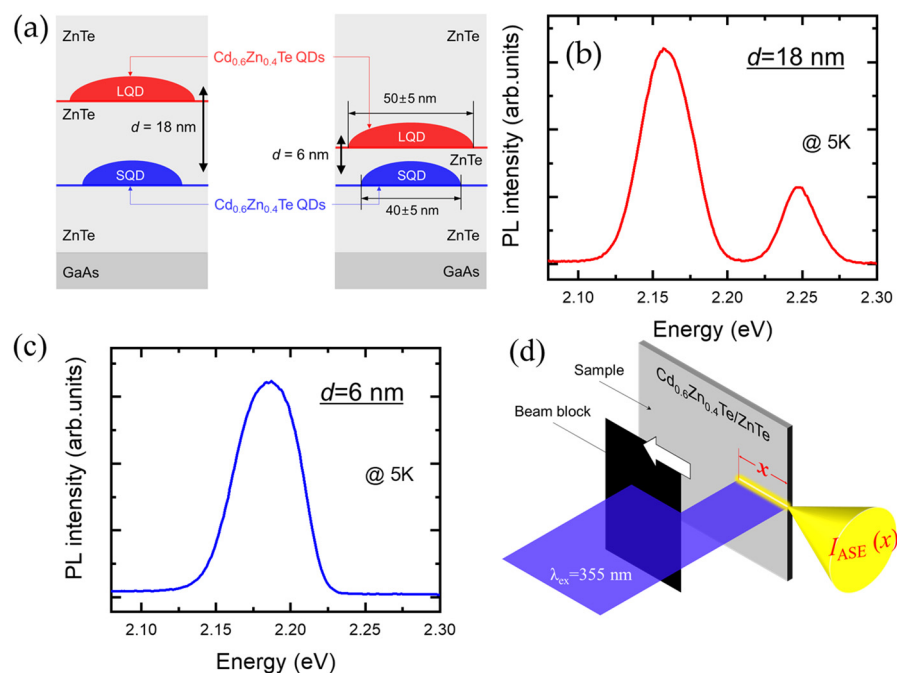 (a)
ZnTe
Cd0.6Zn0.4Te QDs
ZnTe
LQD
50±5 nm
ZnTe
d = 18 nm
LQD
d = 6 nm
ZnTe
SQD
SQD
Cd0.6Zn0.4Te QDs
40±5 nm
ZnTe
ZnTe
GaAs
GaAs
(b)
d=18 nm
@ 5K
PL intensity (arb.units)
2.10 2.15 2.20 2.25 2.30
Energy (eV)
(c)
d=6 nm
@ 5K
PL intensity (arb.units)
2.10 2.15 2.20 2.25 2.30
Energy (eV)
(d)
Sample
Cd0.6Zn0.4Te/ZnTe
Beam block
x
IASE (x)
λex=355 nm